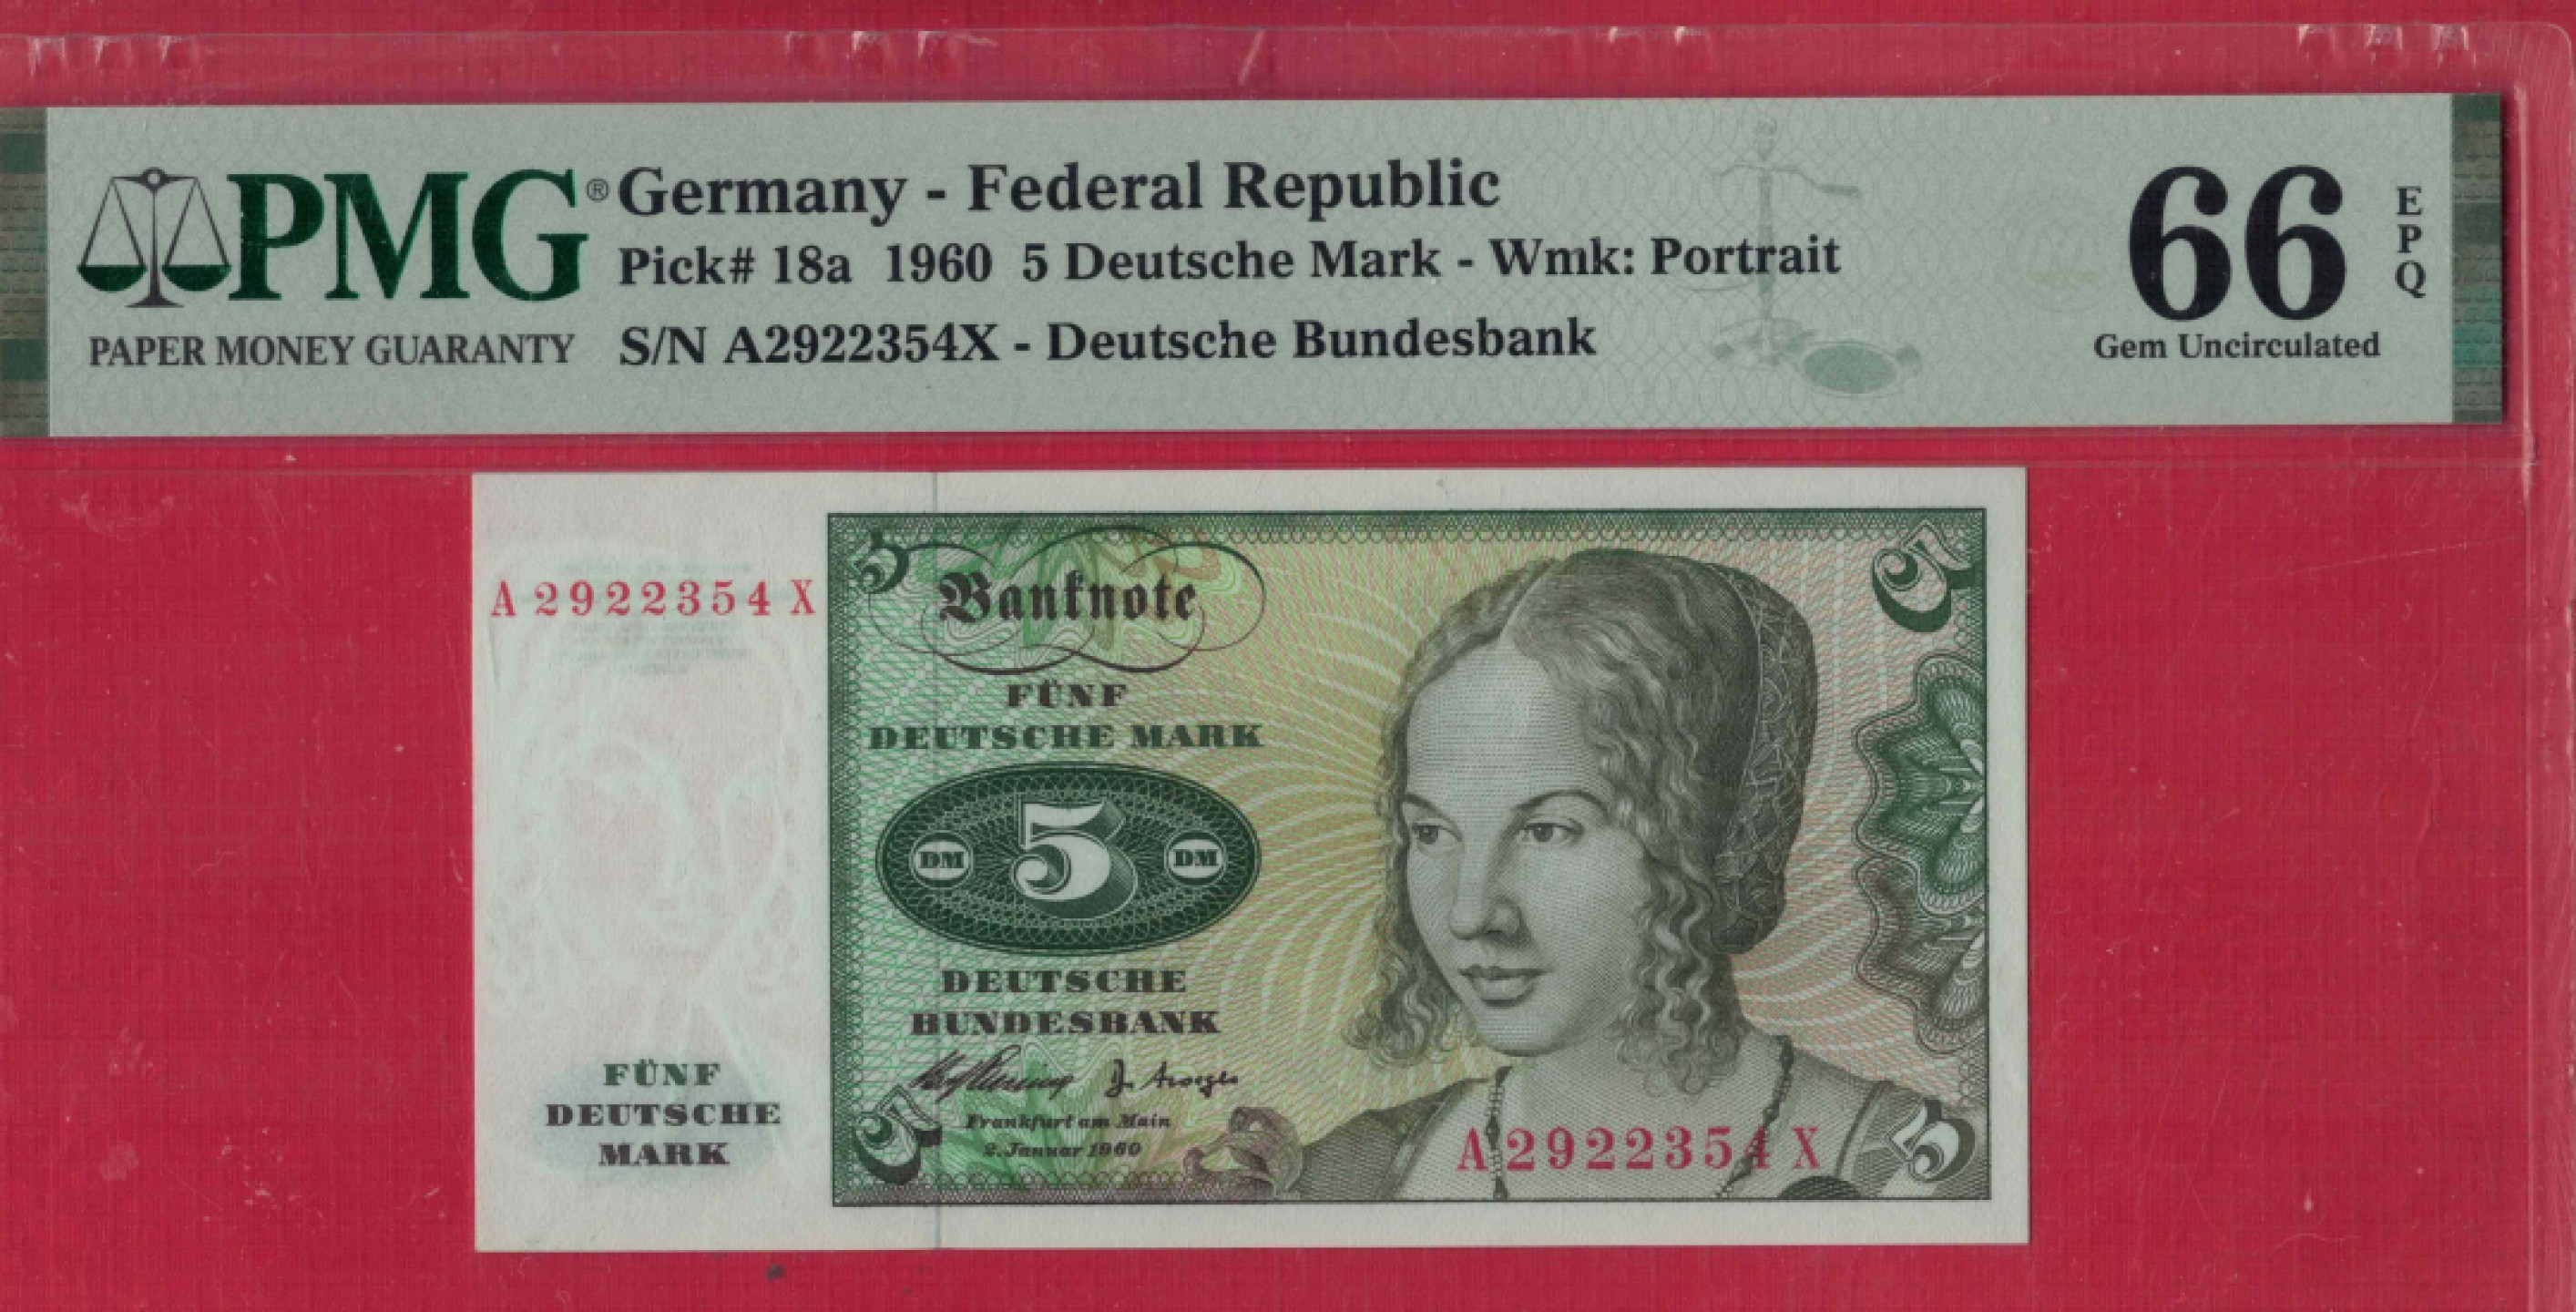 PMG®
PAPER MONEY GUARANTY
Germany - Federal Republic
Pick# 18a 1960 5 Deutsche Mark - Wmk: Portrait
S/N A2922354X - Deutsche Bundesbank
66
EPQ
Gem Uncirculated
A 2922354 X
5
5
Banknote
FÜNF
DEUTSCHE MARK
DM 5 DM
DEUTSCHE
BUNDESBANK
Frankfurt am Main
2. Januar 1960
FÜNF
DEUTSCHE
MARK
A 2922354 X
5
5